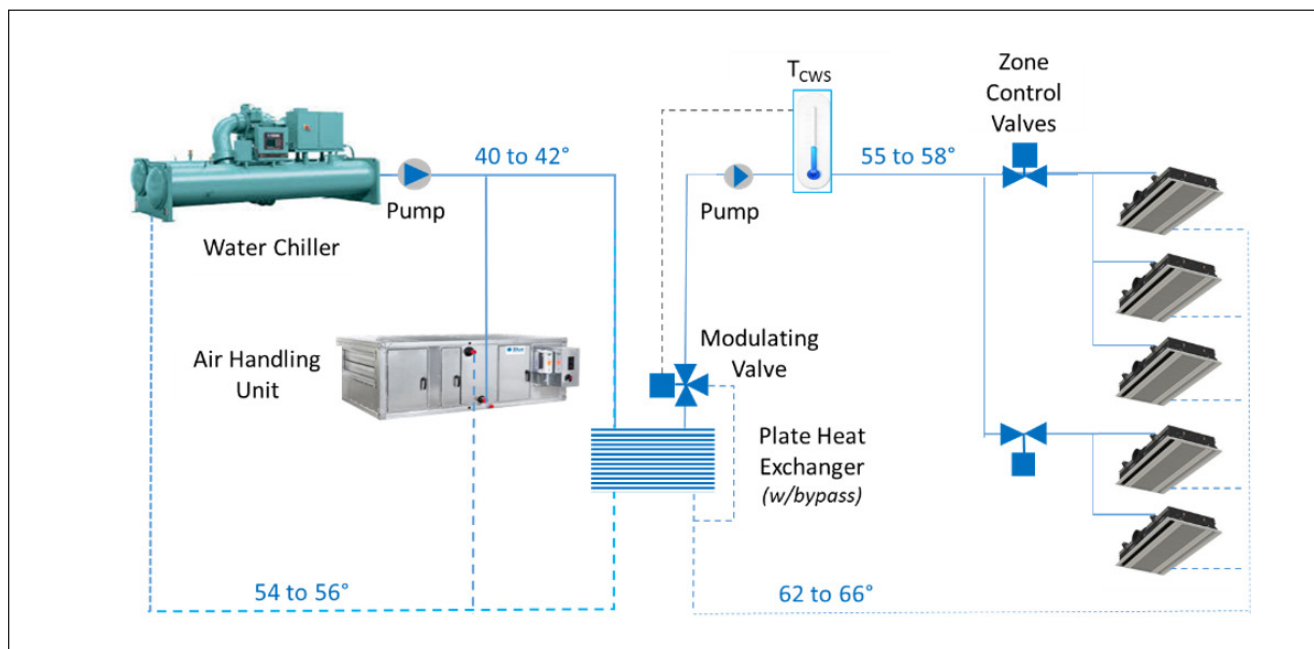 T_CWS
Zone
Control
Valves
40 to 42°
55 to 58°
Pump
Pump
Water Chiller
Air Handling
Unit
Modulating
Valve
Plate Heat
Exchanger
(w/bypass)
54 to 56°
62 to 66°